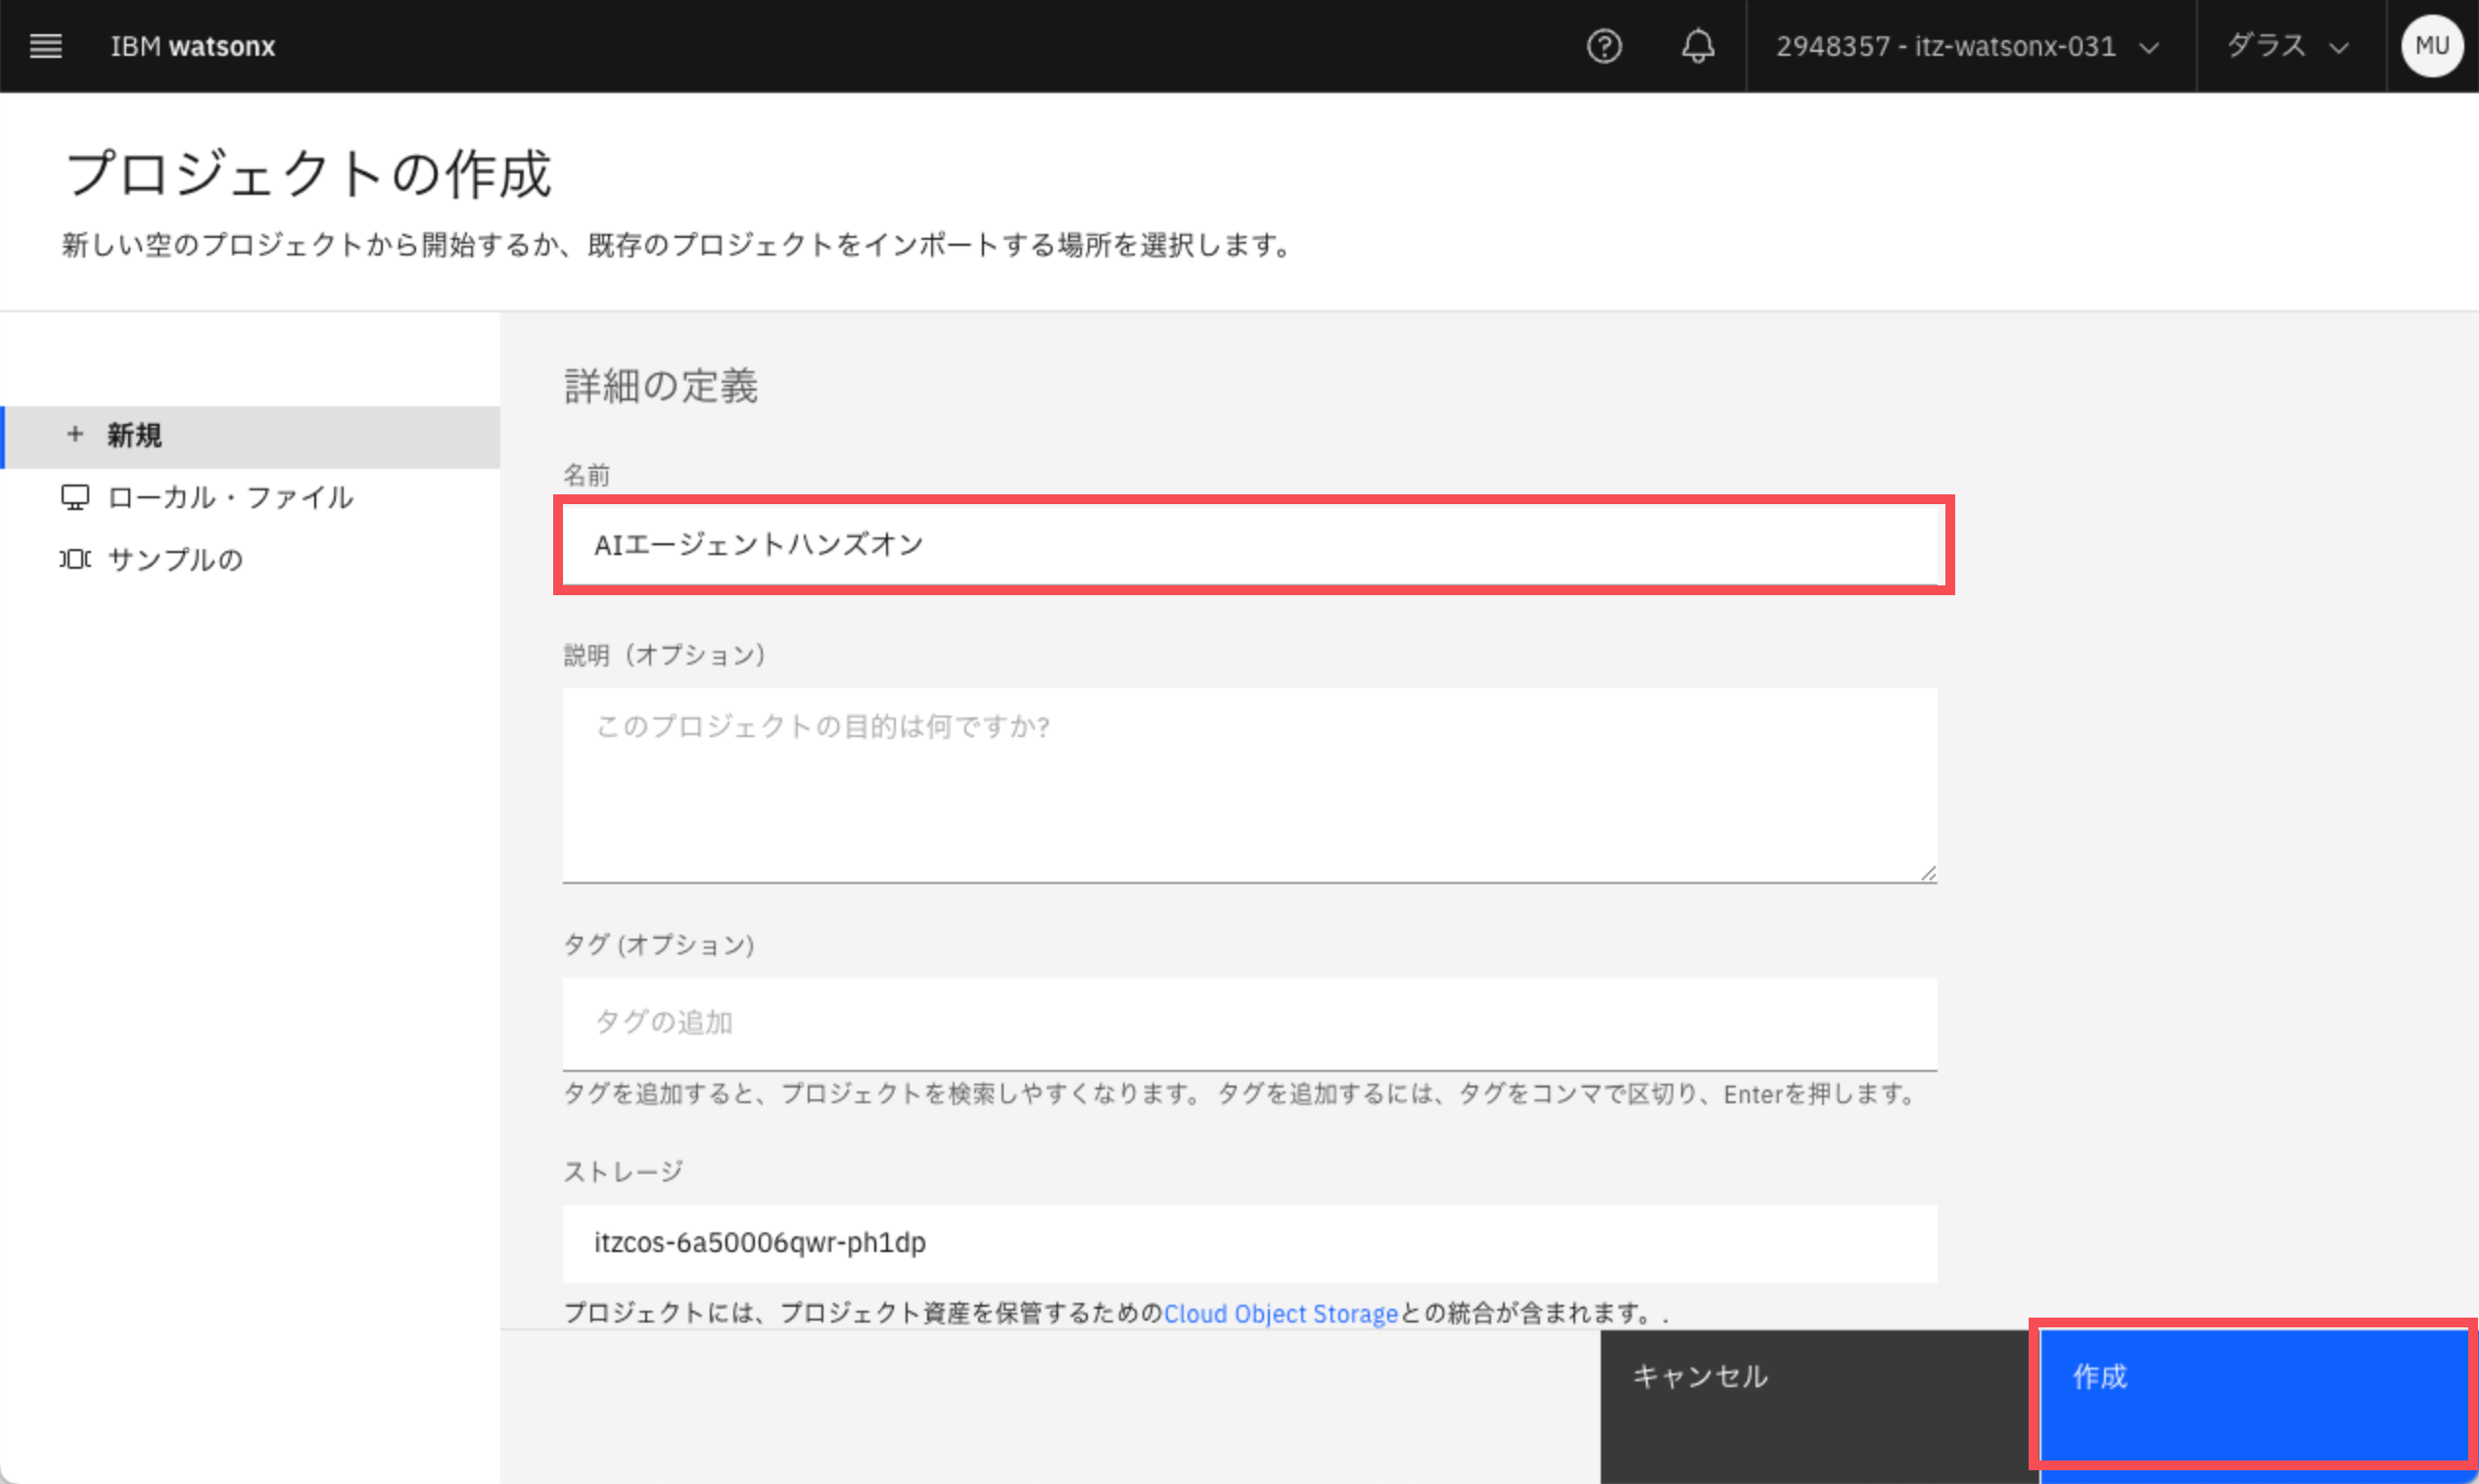 IBM watsonx
2948357 - itz-watsonx-031
ダラス
MU
プロジェクトの作成
新しい空のプロジェクトから開始するか、既存のプロジェクトをインポートする場所を選択します。
+ 新規
ローカル・ファイル
サンプルの
詳細の定義
名前
AIエージェントハンズオン
説明（オプション）
このプロジェクトの目的は何ですか?
タグ (オプション)
タグの追加
タグを追加すると、プロジェクトを検索しやすくなります。 タグを追加するには、タグをコンマで区切り、Enterを押します。
ストレージ
itzcos-6a50006qwr-ph1dp
プロジェクトには、プロジェクト資産を保管するためのCloud Object Storageとの統合が含まれます。.
キャンセル
作成